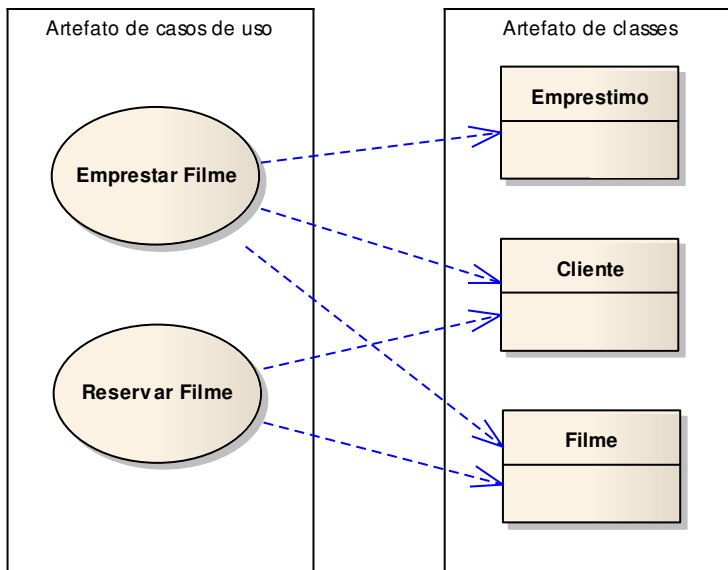 Artefato de casos de uso
Artefato de classes
Emprestar Filme
Reservar Filme
Emprestimo
Cliente
Filme